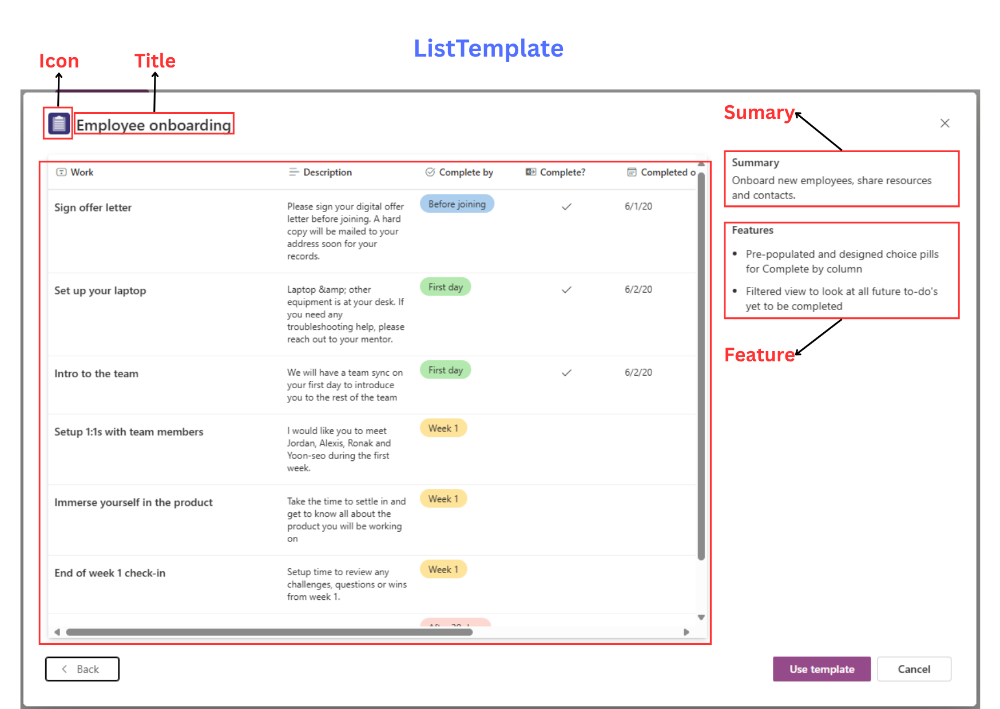 ListTemplate
Icon
Title
Employee onboarding
Sumary
Work
Description
Complete by
Complete?
Completed o
Sign offer letter
Please sign your digital offer
letter before joining. A hard
copy will be mailed to your
address soon for your
records.
Before joining
6/1/20
Set up your laptop
Laptop &amp; other
equipment is at your desk. If
you need any
troubleshooting help, please
reach out to your mentor.
First day
6/2/20
Intro to the team
We will have a team sync on
your first day to introduce
you to the rest of the team
First day
6/2/20
Setup 1:1s with team members
I would like you to meet
Jordan, Alexis, Ronak and
Yoon-seo during the first
week.
Week 1
Immerse yourself in the product
Take the time to settle in and
get to know all about the
product you will be working
on
Week 1
End of week 1 check-in
Setup time to review any
challenges, questions or wins
from week 1.
Week 1
Summary
Onboard new employees, share resources
and contacts.
Features
• Pre-populated and designed choice pills
for Complete by column
• Filtered view to look at all future to-do's
yet to be completed
Feature
Back
Use template
Cancel